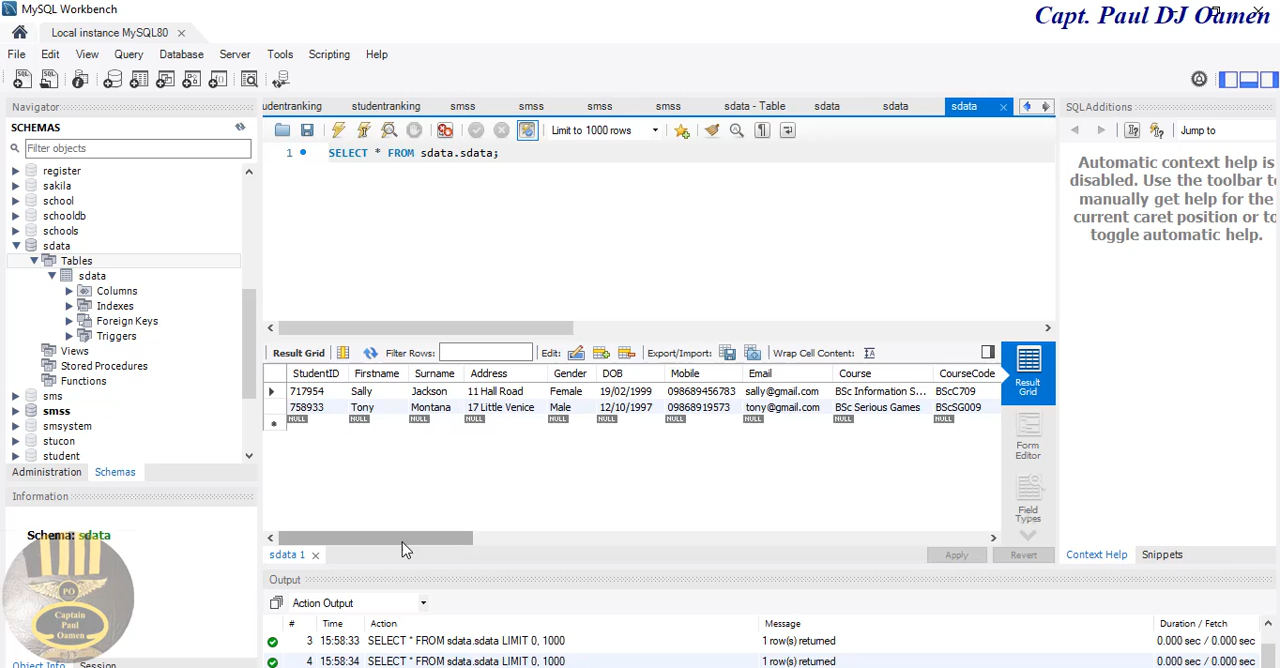 MySQL Workbench
Capt. Paul DJ Oamen
Local instance MySQL80
File Edit View Query Database Server Tools Scripting Help
Navigator
udentranking studentranking smss smss smss smss sdata - Table sdata sdata sdata
SQLAdditions
SCHEMAS
Limit to 1000 rows
Jump to
Filter objects
1 SELECT * FROM sdata.sdata;
Automatic context help is
disabled. Use the toolbar to
manually get help for the
current caret position or to
toggle automatic help.
register
sakila
school
schooldb
schools
sdata
Tables
sdata
Columns
Indexes
Foreign Keys
Triggers
Views
Stored Procedures
Functions
sms
smss
smsystem
stucon
student
Administration Schemas
Result Grid Filter Rows: Edit: Export/Import: Wrap Cell Content:
StudentID Firstname Surname Address Gender DOB Mobile Email Course CourseCode
717954 Sally Jackson 11 Hall Road Female 19/02/1999 098689456783 sally@gmail.com BSc Information S... BScC709
758933 Tony Montana 17 Little Venice Male 12/10/1997 09868919573 tony@gmail.com BSc Serious Games BScSG009
NULL NULL NULL NULL NULL NULL NULL NULL NULL NULL
Result
Grid
Form
Editor
Field
Types
Information
Schema: sdata
PO
Captain
Paul
Oamen
Object Info Session
sdata 1
Apply Revert
Context Help Snippets
Output
Action Output
# Time Action Message Duration / Fetch
3 15:58:33 SELECT * FROM sdata.sdata LIMIT 0, 1000 1 row(s) returned 0.000 sec / 0.000 sec
4 15:58:34 SELECT * FROM sdata.sdata LIMIT 0, 1000 1 row(s) returned 0.000 sec / 0.000 sec